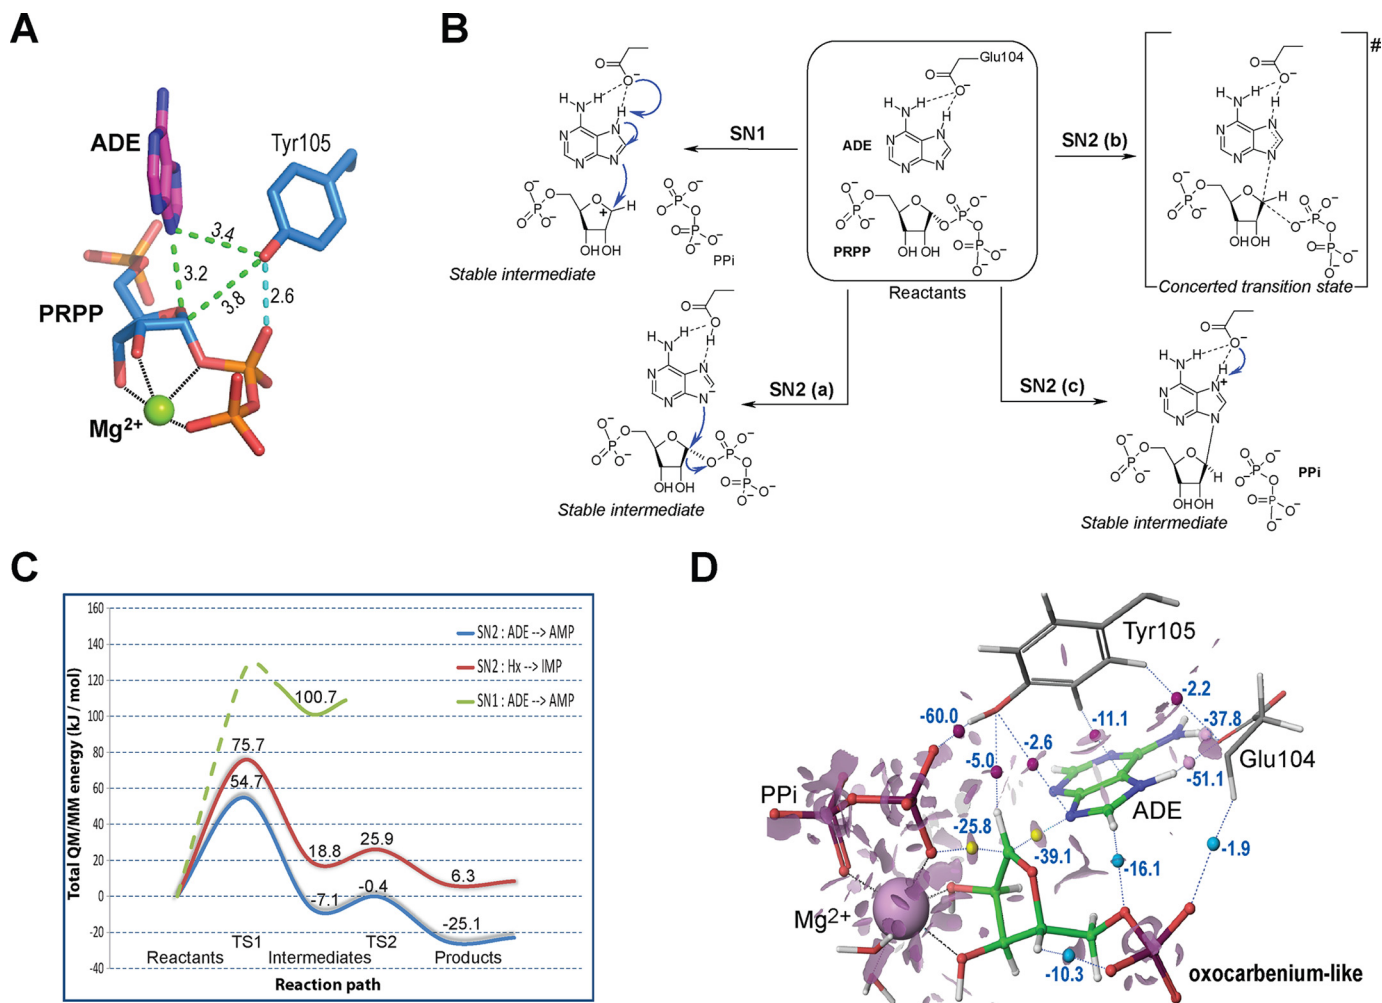 A
ADE
Tyr105
3.4
3.2
3.8
2.6
PRPP
Mg2+
B
SN1
Stable intermediate
PPi
Glu104
ADE
PRPP
Reactants
SN2 (b)
#
Concerted transition state
SN2 (a)
Stable intermediate
SN2 (c)
PPi
Stable intermediate
C
Total QM/MM energy (kJ / mol)
160
140
120
100
80
60
40
20
0
-20
-40
SN2 : ADE --> AMP
SN2 : Hx --> IMP
SN1 : ADE --> AMP
100.7
75.7
54.7
18.8
25.9
-7.1
-0.4
6.3
-25.1
Reactants
TS1
Intermediates
TS2
Products
Reaction path
D
Tyr105
-2.2
-60.0
-11.1
-37.8
-2.6
-5.0
Glu104
-51.1
PPi
ADE
-25.8
-39.1
-1.9
-16.1
Mg2+
-10.3
oxocarbenium-like